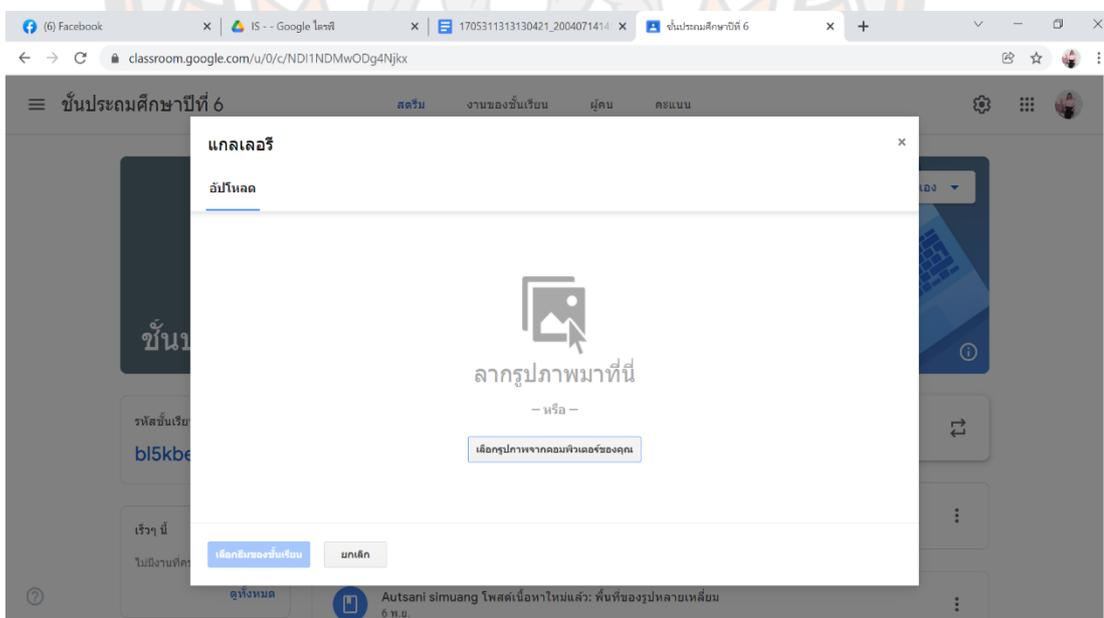 (6) Facebook
IS - - Google ไดรฟ์
1705311313130421_200407141
ชั้นประถมศึกษาปีที่ 6
classroom.google.com/u/0/c/NDI1NDMwODg4Njkx
ชั้นประถมศึกษาปีที่ 6
สตรีม
งานของชั้นเรียน
ผู้คน
คะแนน
แกลเลอรี
อัปโหลด
ลากรูปภาพมาที่นี่
– หรือ –
เลือกรูปภาพจากคอมพิวเตอร์ของคุณ
เลือกธีมของชั้นเรียน
ยกเลิก
รหัสชั้นเรีย
bl5kbe
เร็วๆ นี้
ไม่มีงานที่
ดูทั้งหมด
Autsani simuang โพสต์เนื้อหาใหม่แล้ว: พื้นที่ของรูปหลายเหลี่ยม
6 พ.ย.